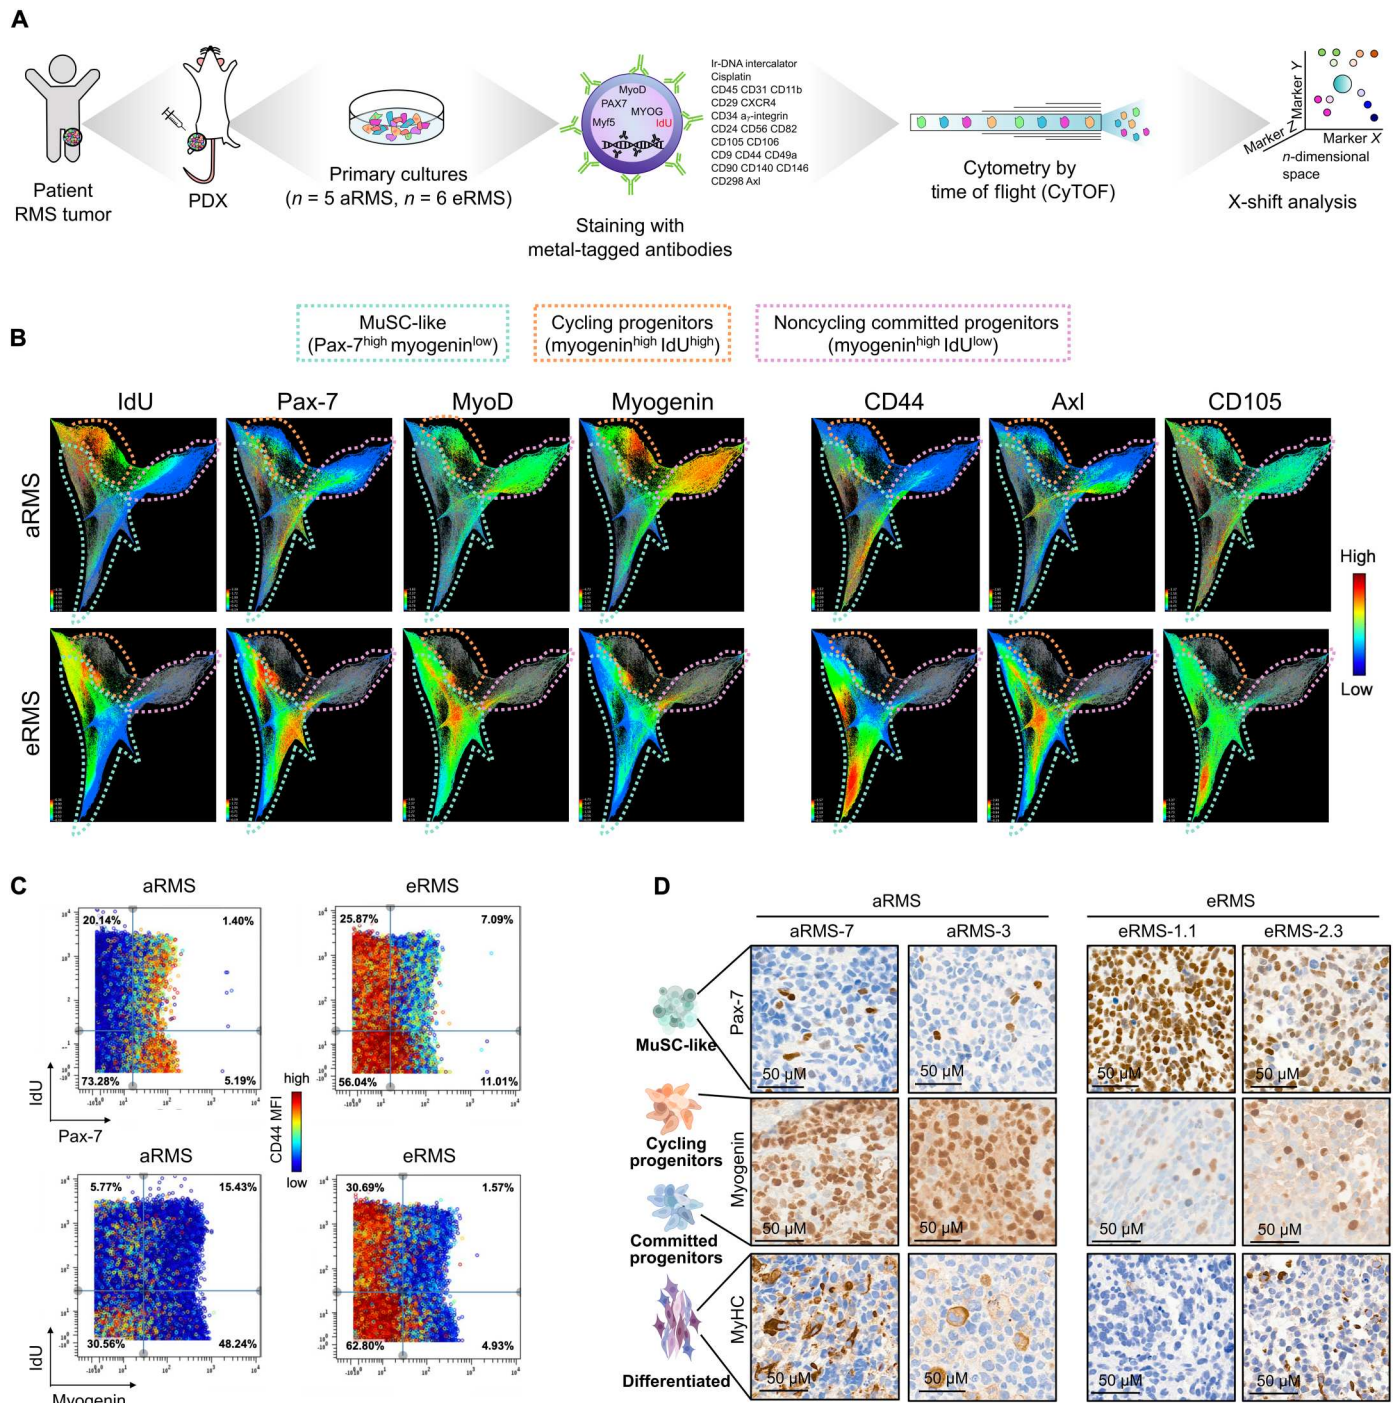 A
Patient
RMS tumor
PDX
Primary cultures
(n = 5 aRMS, n = 6 eRMS)
MyoD
PAX7
MYOG
Myf5
IdU
Staining with
metal-tagged antibodies
Ir-DNA intercalator
Cisplatin
CD45 CD31 CD11b
CD29 CXCR4
CD34 α7-integrin
CD24 CD56 CD82
CD105 CD106
CD9 CD44 CD49a
CD90 CD140 CD146
CD298 Axl
Cytometry by
time of flight (CyTOF)
Marker Y
Marker Z
Marker X
n-dimensional
space
X-shift analysis
B
MuSC-like
(Pax-7high myogeninlow)
Cycling progenitors
(myogeninhigh IdUhigh)
Noncycling committed progenitors
(myogeninhigh IdUlow)
IdU
Pax-7
MyoD
Myogenin
CD44
Axl
CD105
aRMS
eRMS
High
Low
C
aRMS
20.14%
1.40%
73.28%
5.19%
eRMS
25.87%
7.09%
56.04%
11.01%
IdU
Pax-7
high
CD44 MFI
low
aRMS
5.77%
15.43%
30.56%
48.24%
eRMS
30.69%
1.57%
62.80%
4.93%
IdU
Myogenin
D
aRMS
eRMS
aRMS-7
aRMS-3
eRMS-1.1
eRMS-2.3
MuSC-like
Pax-7
50 µM
50 µM
50 µM
50 µM
Cycling
progenitors
Myogenin
50 µM
50 µM
50 µM
50 µM
Committed
progenitors
MyHC
50 µM
50 µM
50 µM
50 µM
Differentiated